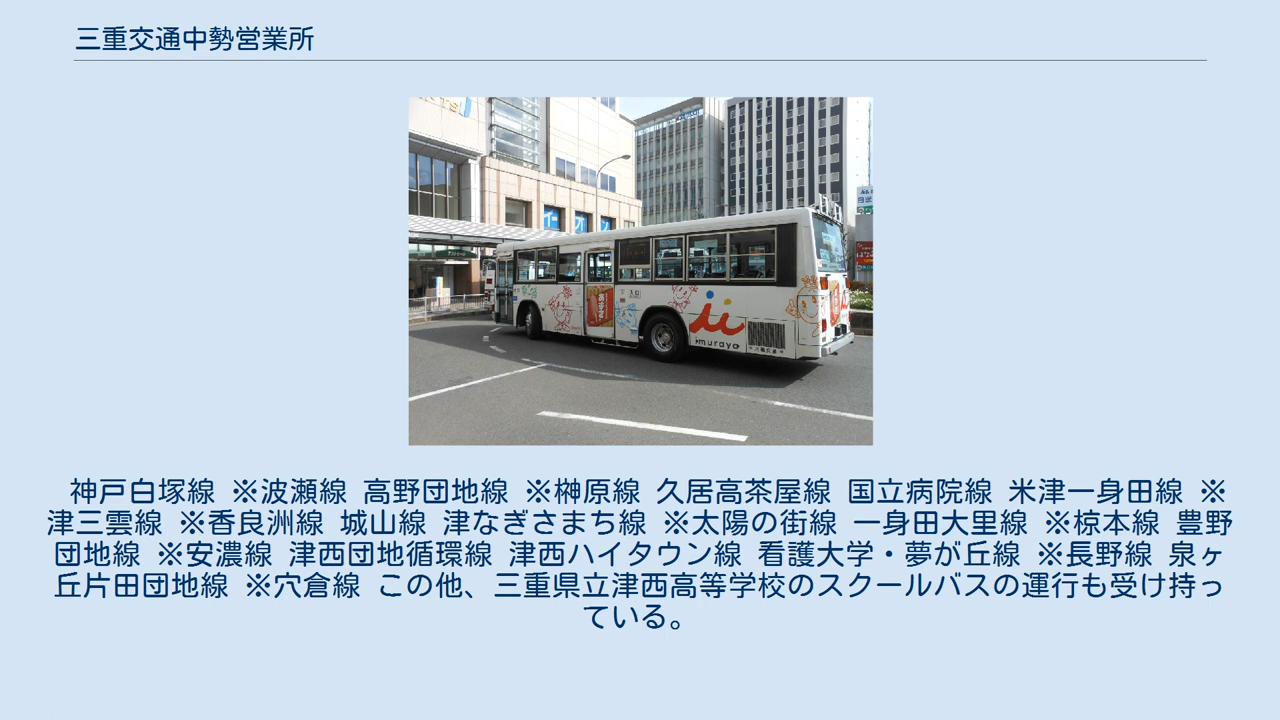 三重交通中勢営業所
イオ
入口
murayo
神戸白塚線 ※波瀬線 高野団地線 ※榊原線 久居高茶屋線 国立病院線 米津一身田線 ※
津三雲線 ※香良洲線 城山線 津なぎさまち線 ※太陽の街線 一身田大里線 ※椋本線 豊野
団地線 ※安濃線 津西団地循環線 津西ハイタウン線 看護大学・夢が丘線 ※長野線 泉ヶ
丘片田団地線 ※穴倉線 この他、三重県立津西高等学校のスクールバスの運行も受け持っ
ている。